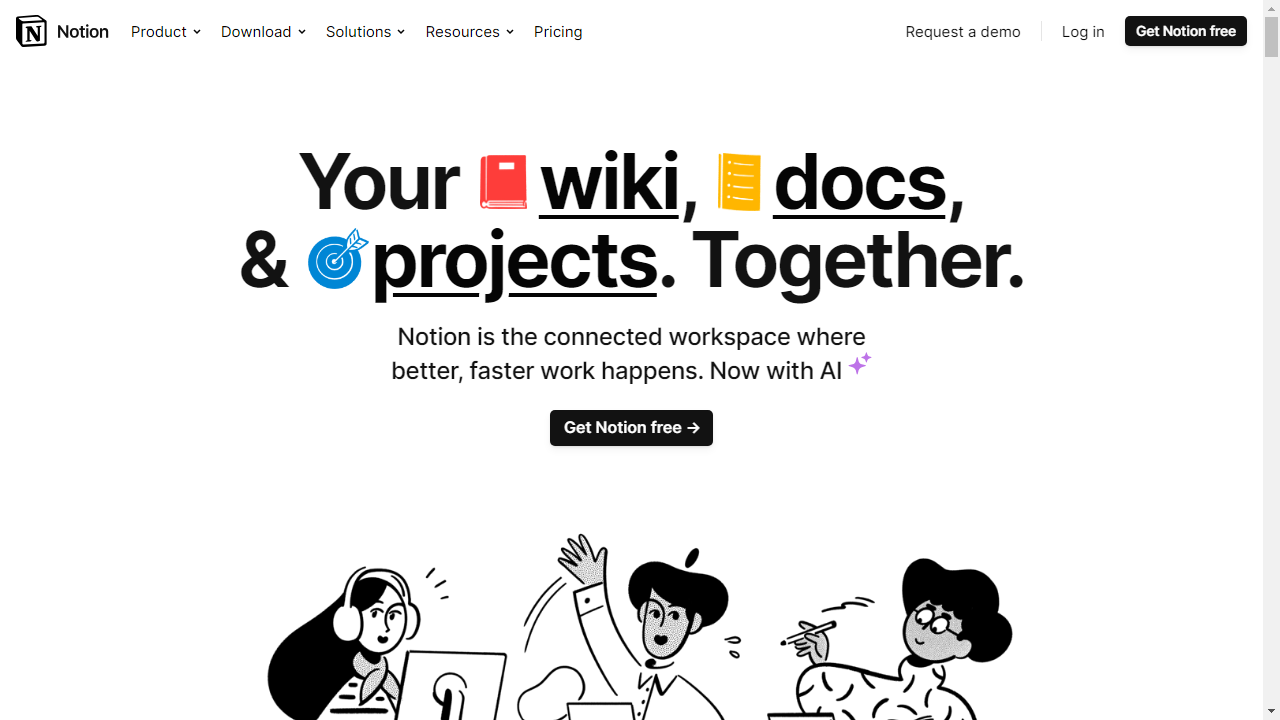 Notion Product Download Solutions Resources Pricing Request a demo Log in Get Notion free
Your wiki, docs,
& projects. Together.
Notion is the connected workspace where
better, faster work happens. Now with AI
Get Notion free →